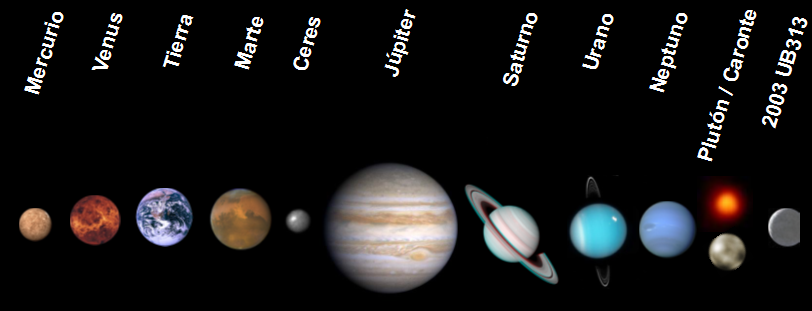 Mercurio
Venus
Tierra
Marte
Ceres
Júpiter
Saturno
Urano
Neptuno
Plutón / Caronte
2003 UB313